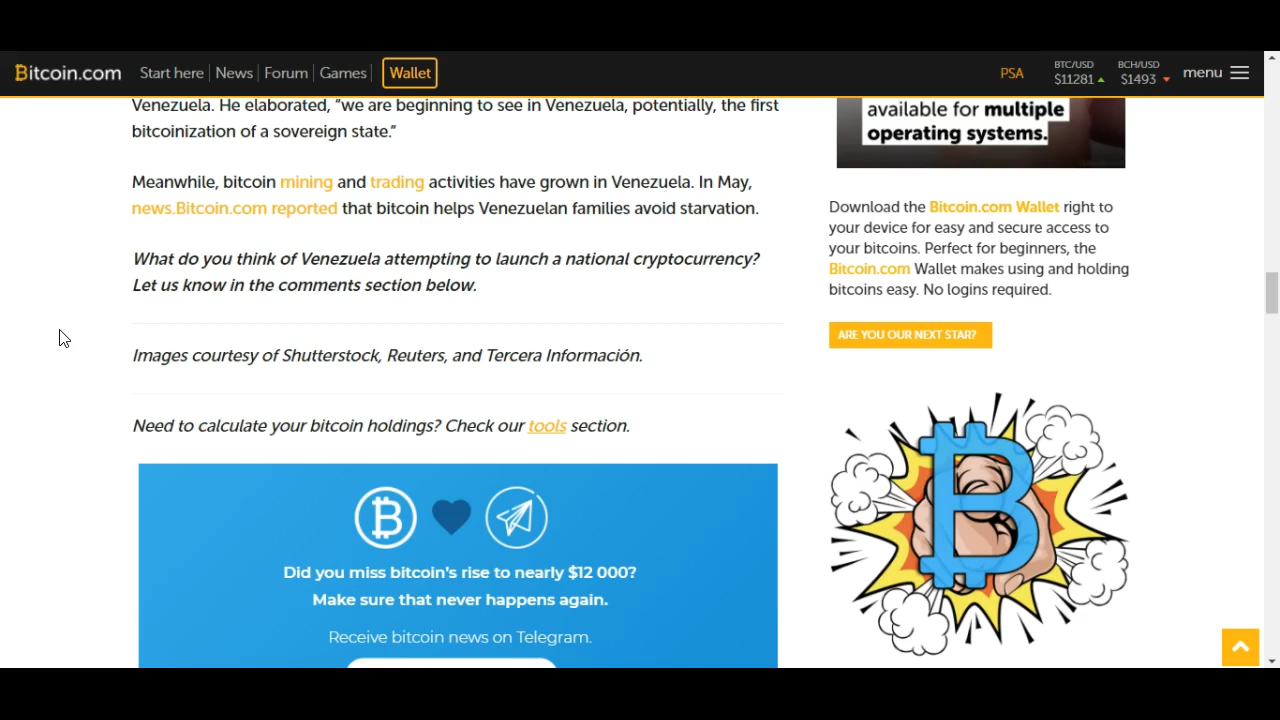 Bitcoin.com Start here News Forum Games Wallet PSA BTC/USD $11281 BCH/USD $1493 menu
Venezuela. He elaborated, “we are beginning to see in Venezuela, potentially, the first
bitcoinization of a sovereign state.”
Meanwhile, bitcoin mining and trading activities have grown in Venezuela. In May,
news.Bitcoin.com reported that bitcoin helps Venezuelan families avoid starvation.
What do you think of Venezuela attempting to launch a national cryptocurrency?
Let us know in the comments section below.
Images courtesy of Shutterstock, Reuters, and Tercera Información.
Need to calculate your bitcoin holdings? Check our tools section.
Did you miss bitcoin's rise to nearly $12 000?
Make sure that never happens again.
Receive bitcoin news on Telegram.
available for multiple
operating systems.
Download the Bitcoin.com Wallet right to
your device for easy and secure access to
your bitcoins. Perfect for beginners, the
Bitcoin.com Wallet makes using and holding
bitcoins easy. No logins required.
ARE YOU OUR NEXT STAR?